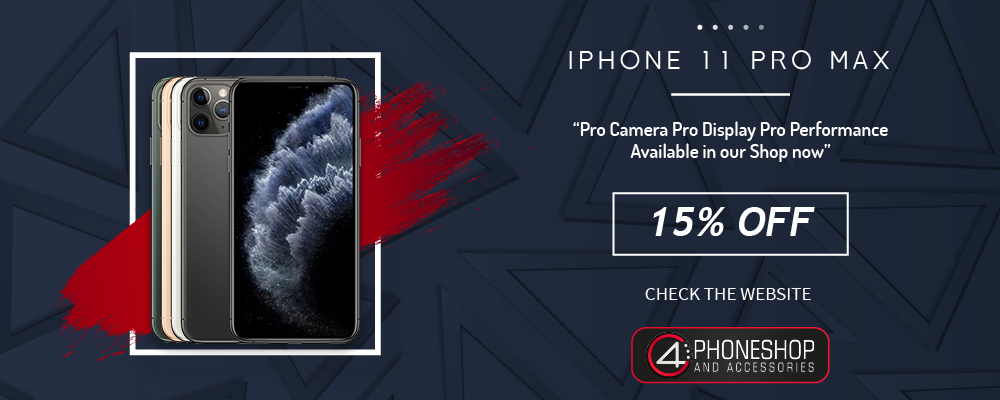 IPHONE 11 PRO MAX
“Pro Camera Pro Display Pro Performance
Available in our Shop now”
15% OFF
CHECK THE WEBSITE
4 PHONESHOP
AND ACCESSORIES